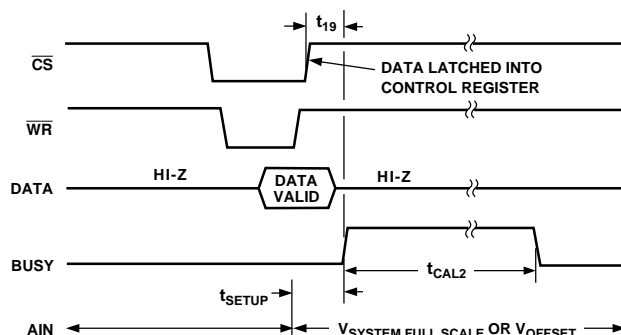 t19
CS
DATA LATCHED INTO
CONTROL REGISTER
WR
DATA
HI-Z
DATA
VALID
HI-Z
BUSY
tCAL2
tSETUP
AIN
VSYSTEM FULL SCALE OR VOFFSET